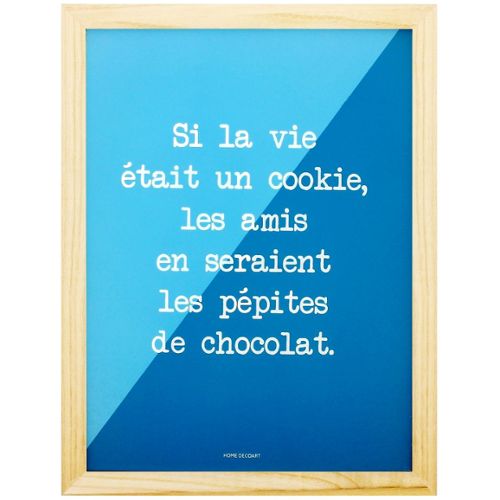 Si la vie
était un cookie,
les amis
en seraient
les pépites
de chocolat.
HOME DECOART